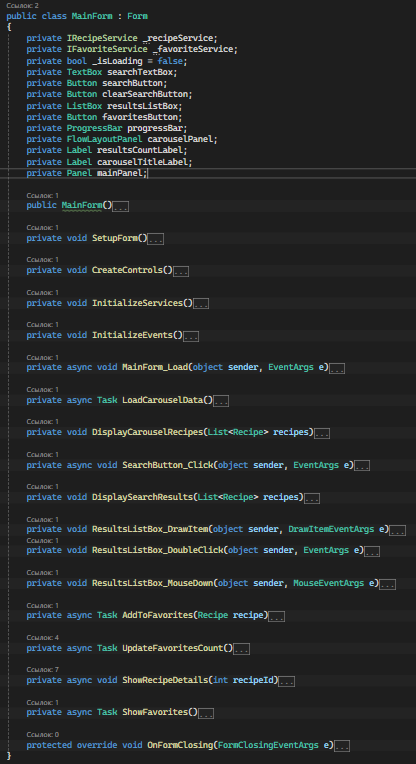 Ссылок: 2
public class MainForm : Form
{
private IRecipeService _recipeService;
private IFavoriteService _favoriteService;
private bool _isLoading = false;
private TextBox searchTextBox;
private Button searchButton;
private Button clearSearchButton;
private ListBox resultsListBox;
private Button favoritesButton;
private ProgressBar progressBar;
private FlowLayoutPanel carouselPanel;
private Label resultsCountLabel;
private Label carouselTitleLabel;
private Panel mainPanel;
Ссылок: 1
public MainForm()...
Ссылок: 1
private void SetupForm()...
Ссылок: 1
private void CreateControls()...
Ссылок: 1
private void InitializeServices()...
Ссылок: 1
private void InitializeEvents()...
Ссылок: 1
private async void MainForm_Load(object sender, EventArgs e)...
Ссылок: 1
private async Task LoadCarouselData()...
Ссылок: 1
private void DisplayCarouselRecipes(List<Recipe> recipes)...
Ссылок: 1
private async void SearchButton_Click(object sender, EventArgs e)...
Ссылок: 1
private void DisplaySearchResults(List<Recipe> recipes)...
Ссылок: 1
private void ResultsListBox_DrawItem(object sender, DrawItemEventArgs e)...
Ссылок: 1
private void ResultsListBox_DoubleClick(object sender, EventArgs e)...
Ссылок: 1
private void ResultsListBox_MouseDown(object sender, MouseEventArgs e)...
Ссылок: 1
private async Task AddToFavorites(Recipe recipe)...
Ссылок: 4
private async Task UpdateFavoritesCount()...
Ссылок: 7
private async void ShowRecipeDetails(int recipeId)...
Ссылок: 1
private async Task ShowFavorites()...
Ссылок: 0
protected override void OnFormClosing(FormClosingEventArgs e)...
}